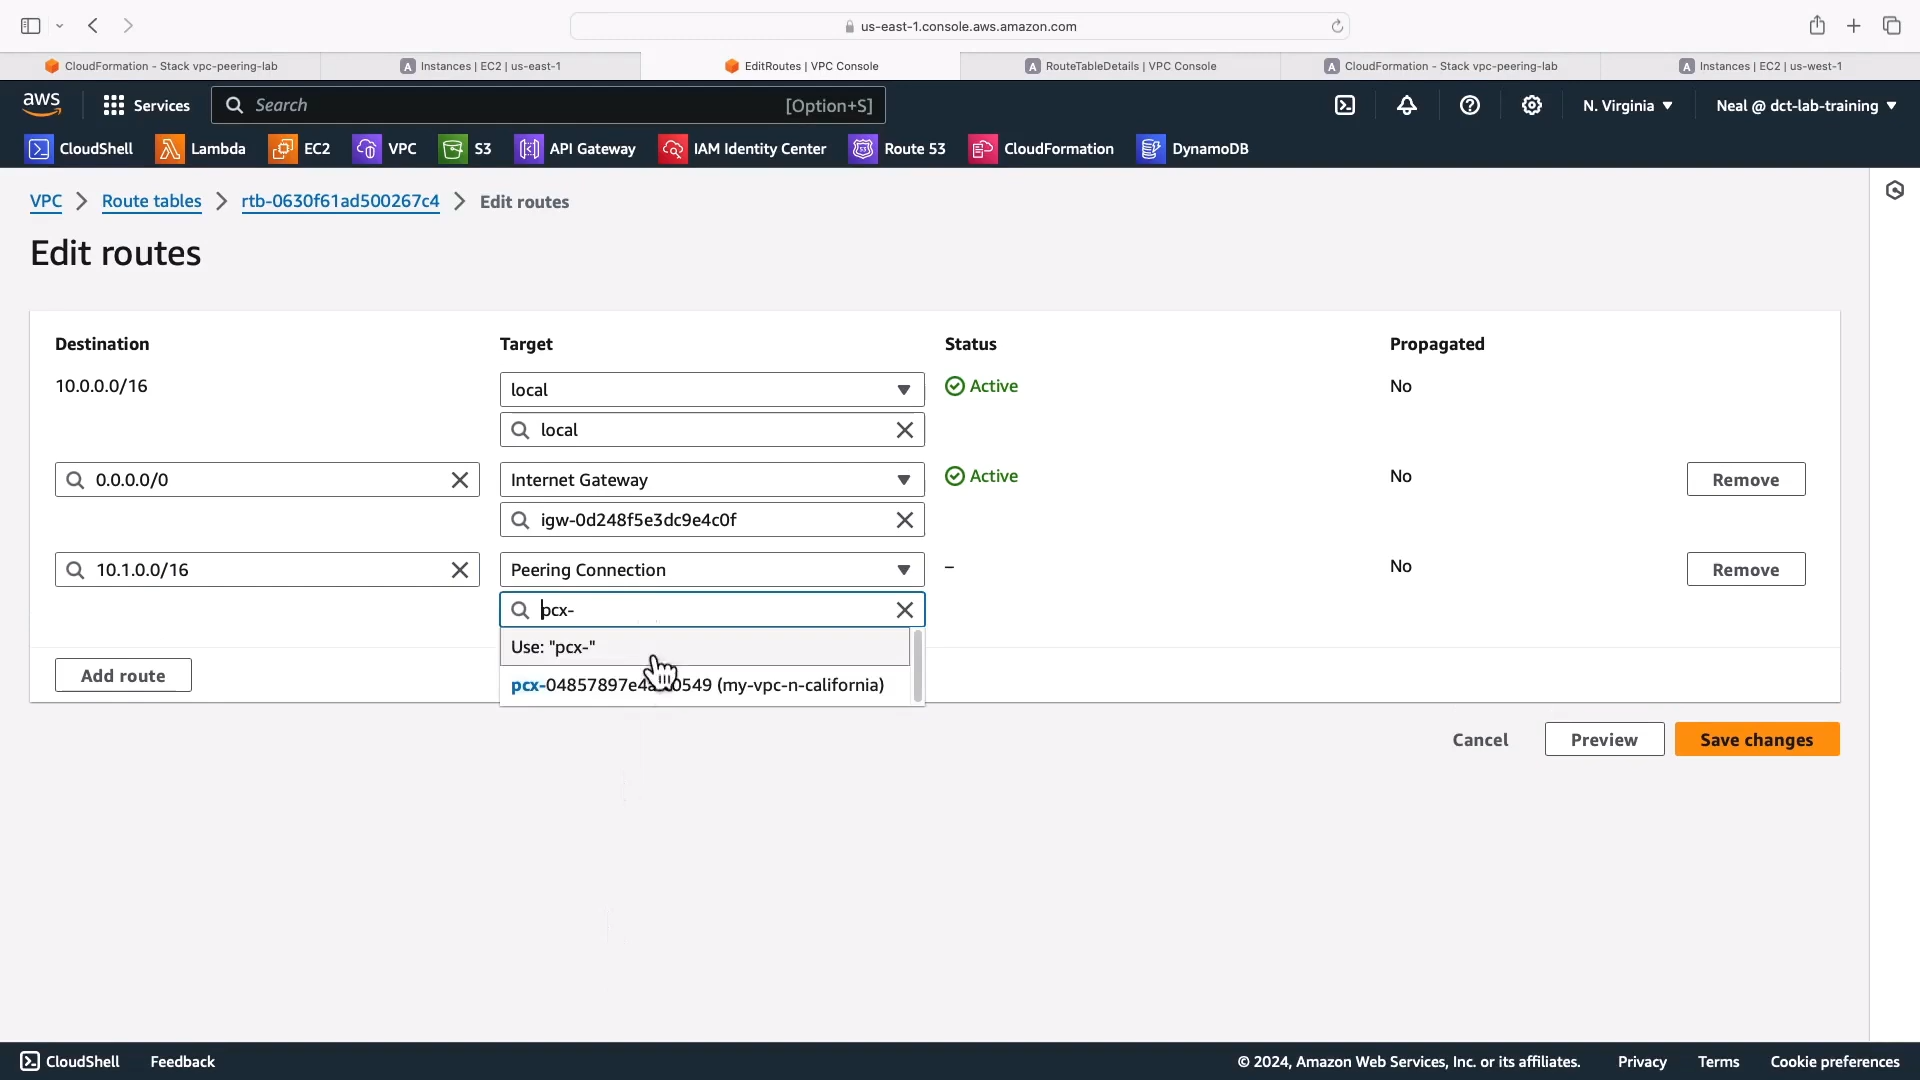 us-east-1.console.aws.amazon.com
CloudFormation - Stack vpc-peering-lab
A Instances | EC2 | us-east-1
EditRoutes | VPC Console
A RouteTableDetails | VPC Console
A CloudFormation - Stack vpc-peering-lab
A Instances | EC2 | us-west-1
aws
Services
Search
[Option+S]
N. Virginia
Neal @ dct-lab-training
CloudShell
Lambda
EC2
VPC
S3
API Gateway
IAM Identity Center
Route 53
CloudFormation
DynamoDB
VPC > Route tables > rtb-0630f61ad500267c4 > Edit routes
Edit routes
Destination Target Status Propagated
10.0.0.0/16 local Active No
local
0.0.0.0/0 Internet Gateway Active No Remove
igw-0d248f5e3dc9e4c0f
10.1.0.0/16 Peering Connection – No Remove
pcx-
Use: "pcx-"
(my-vpc-n-california)
Add route
Cancel Preview Save changes
CloudShell Feedback © 2024, Amazon Web Services, Inc. or its affiliates. Privacy Terms Cookie preferences